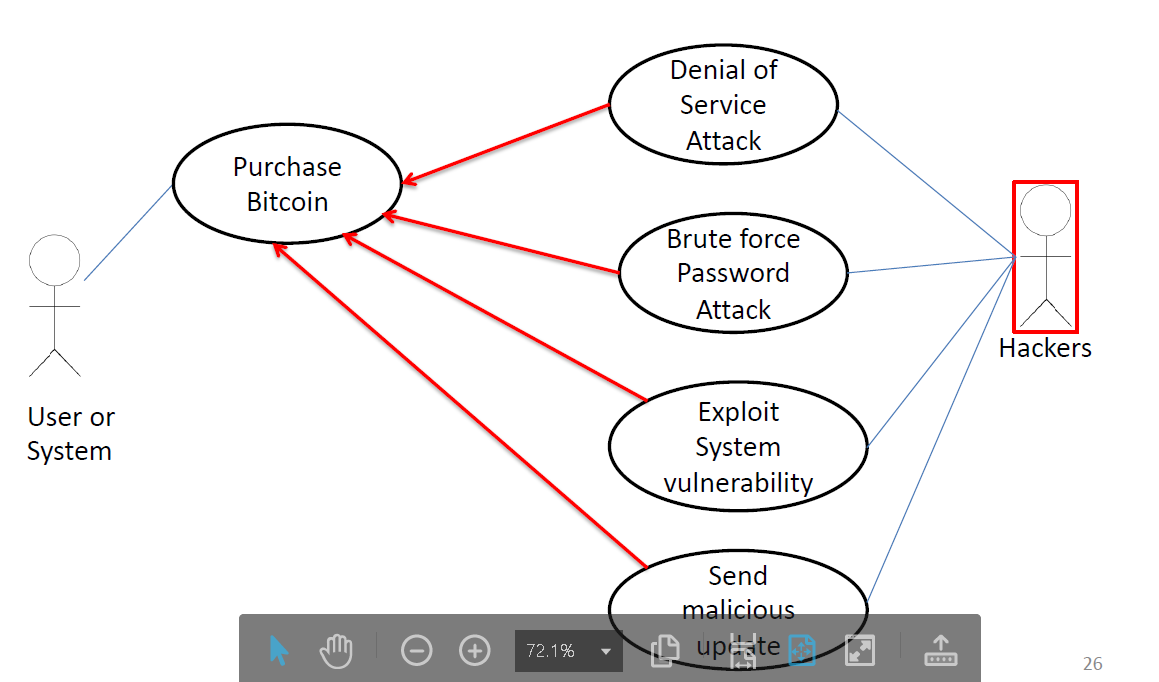 Denial of
Service
Attack
Purchase
Bitcoin
Brute force
Password
Attack
Hackers
User or
System
Exploit
System
vulnerability
Send
malicious
update
72.1%
26